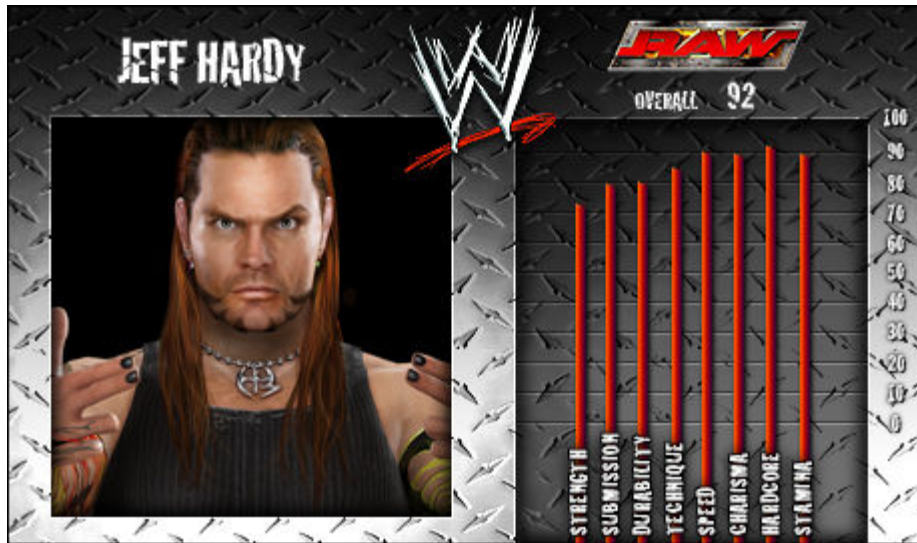 JEFF HARDY
W
RAW
OVERALL 92
100
90
80
70
60
50
40
30
20
10
0
STRENGTH
SUBMISSION
DURABILITY
TECHNIQUE
SPEED
CHARISMA
HARDCORE
STAMINA